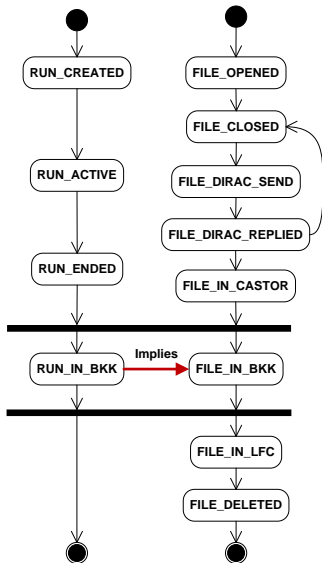 RUN_CREATED
RUN_ACTIVE
RUN_ENDED
RUN_IN_BKK
Implies
FILE_OPENED
FILE_CLOSED
FILE_DIRAC_SEND
FILE_DIRAC_REPLIED
FILE_IN_CASTOR
FILE_IN_BKK
FILE_IN_LFC
FILE_DELETED